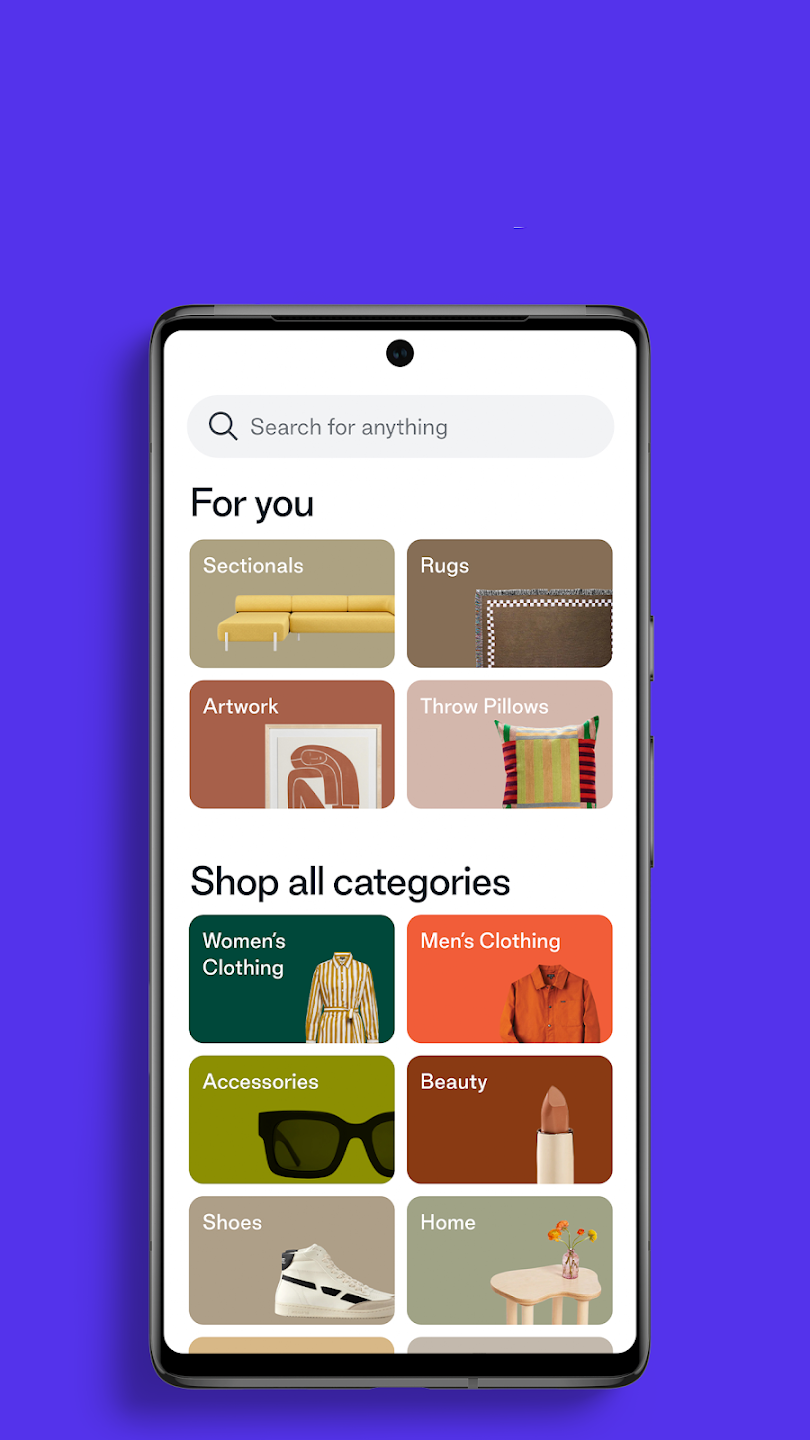 Search for anything
For you
Sectionals
Rugs
Artwork
Throw Pillows
Shop all categories
Women’s
Clothing
Men’s Clothing
Accessories
Beauty
Shoes
Home